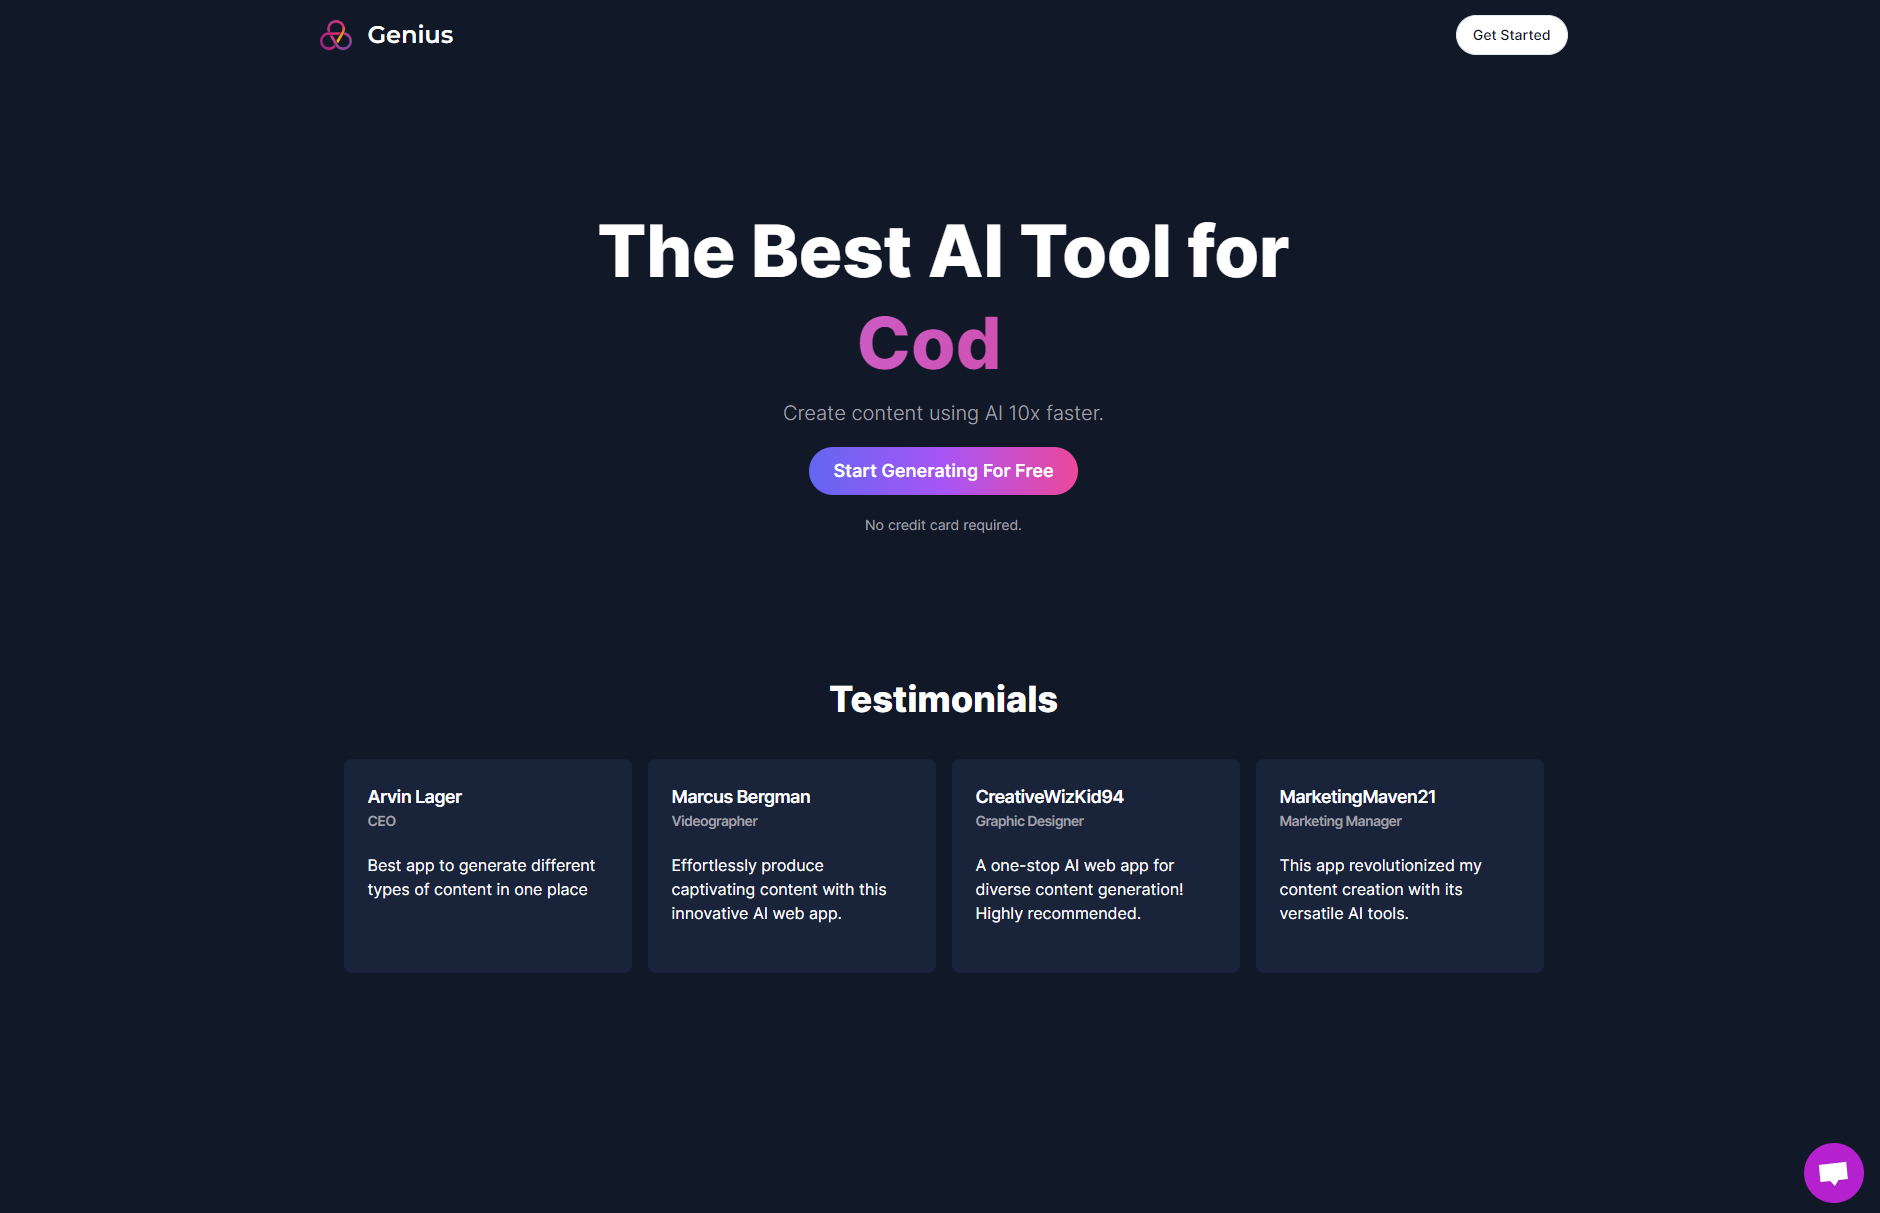 Genius
Get Started
The Best AI Tool for
Cod
Create content using AI 10x faster.
Start Generating For Free
No credit card required.
Testimonials
Arvin Lager
CEO
Best app to generate different
types of content in one place
Marcus Bergman
Videographer
Effortlessly produce
captivating content with this
innovative AI web app.
CreativeWizKid94
Graphic Designer
A one-stop AI web app for
diverse content generation!
Highly recommended.
MarketingMaven21
Marketing Manager
This app revolutionized my
content creation with its
versatile AI tools.